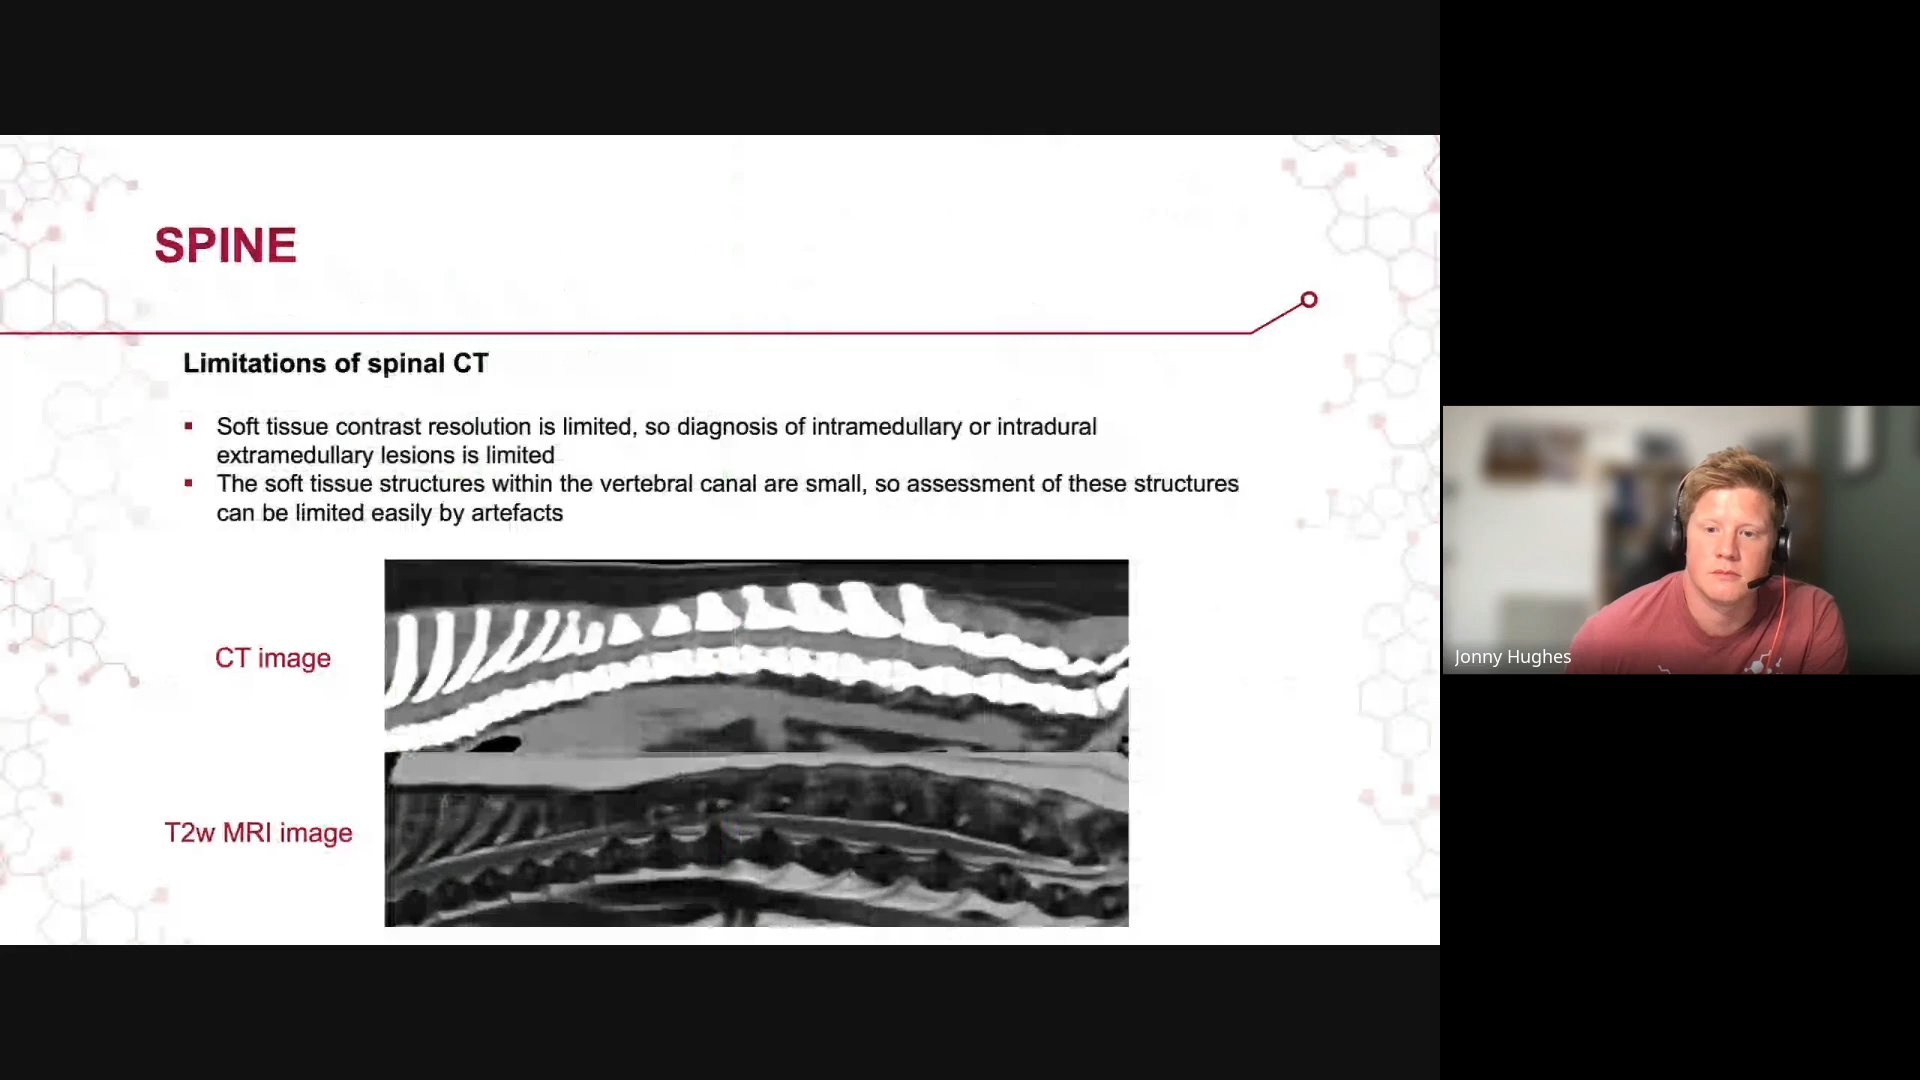 SPINE
Limitations of spinal CT
▪ Soft tissue contrast resolution is limited, so diagnosis of intramedullary or intradural
extramedullary lesions is limited
▪ The soft tissue structures within the vertebral canal are small, so assessment of these structures
can be limited easily by artefacts
CT image
T2w MRI image
Jonny Hughes